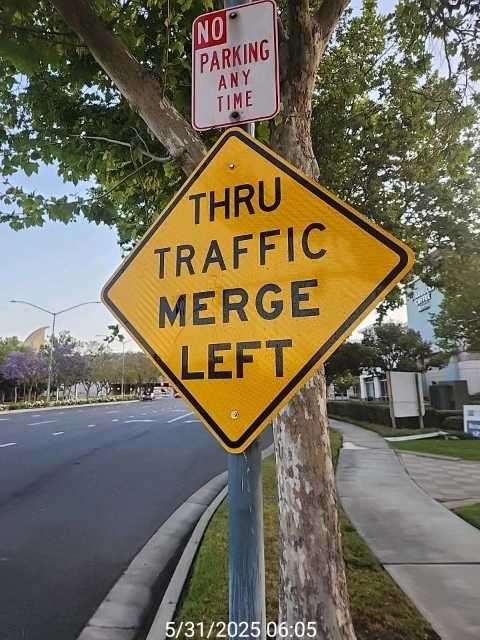 NO
PARKING
ANY
TIME
THRU
TRAFFIC
MERGE
LEFT
5/31/2025 06:05